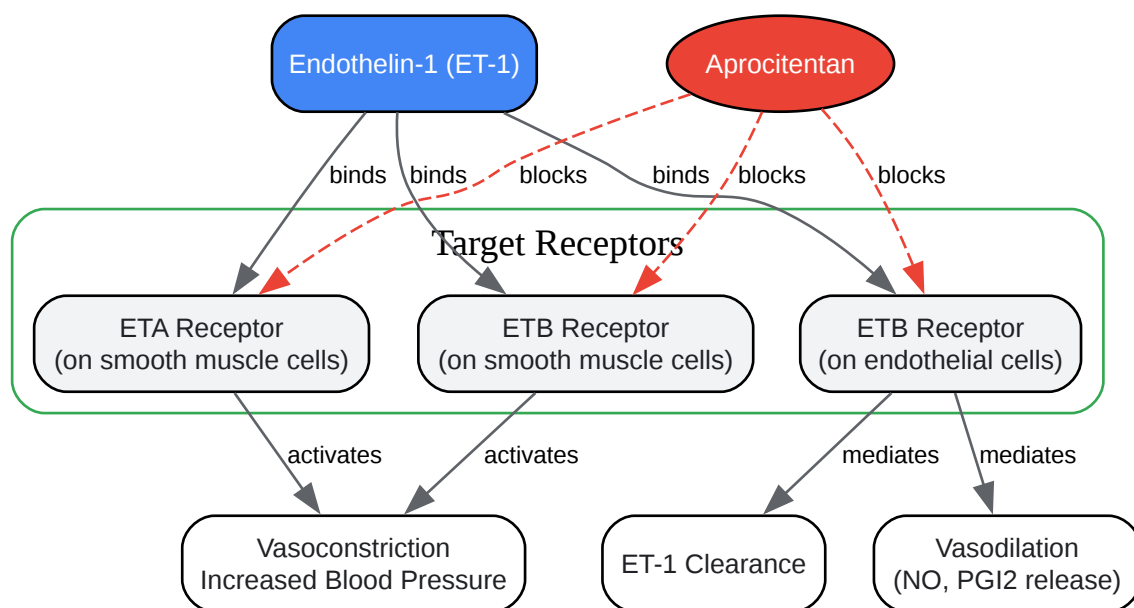 Endothelin-1 (ET-1)
Aprocitentan
binds
binds
blocks
binds
blocks
blocks
Target Receptors
ETA Receptor
(on smooth muscle cells)
ETB Receptor
(on smooth muscle cells)
ETB Receptor
(on endothelial cells)
activates
activates
mediates
mediates
Vasoconstriction
Increased Blood Pressure
ET-1 Clearance
Vasodilation
(NO, PGI2 release)